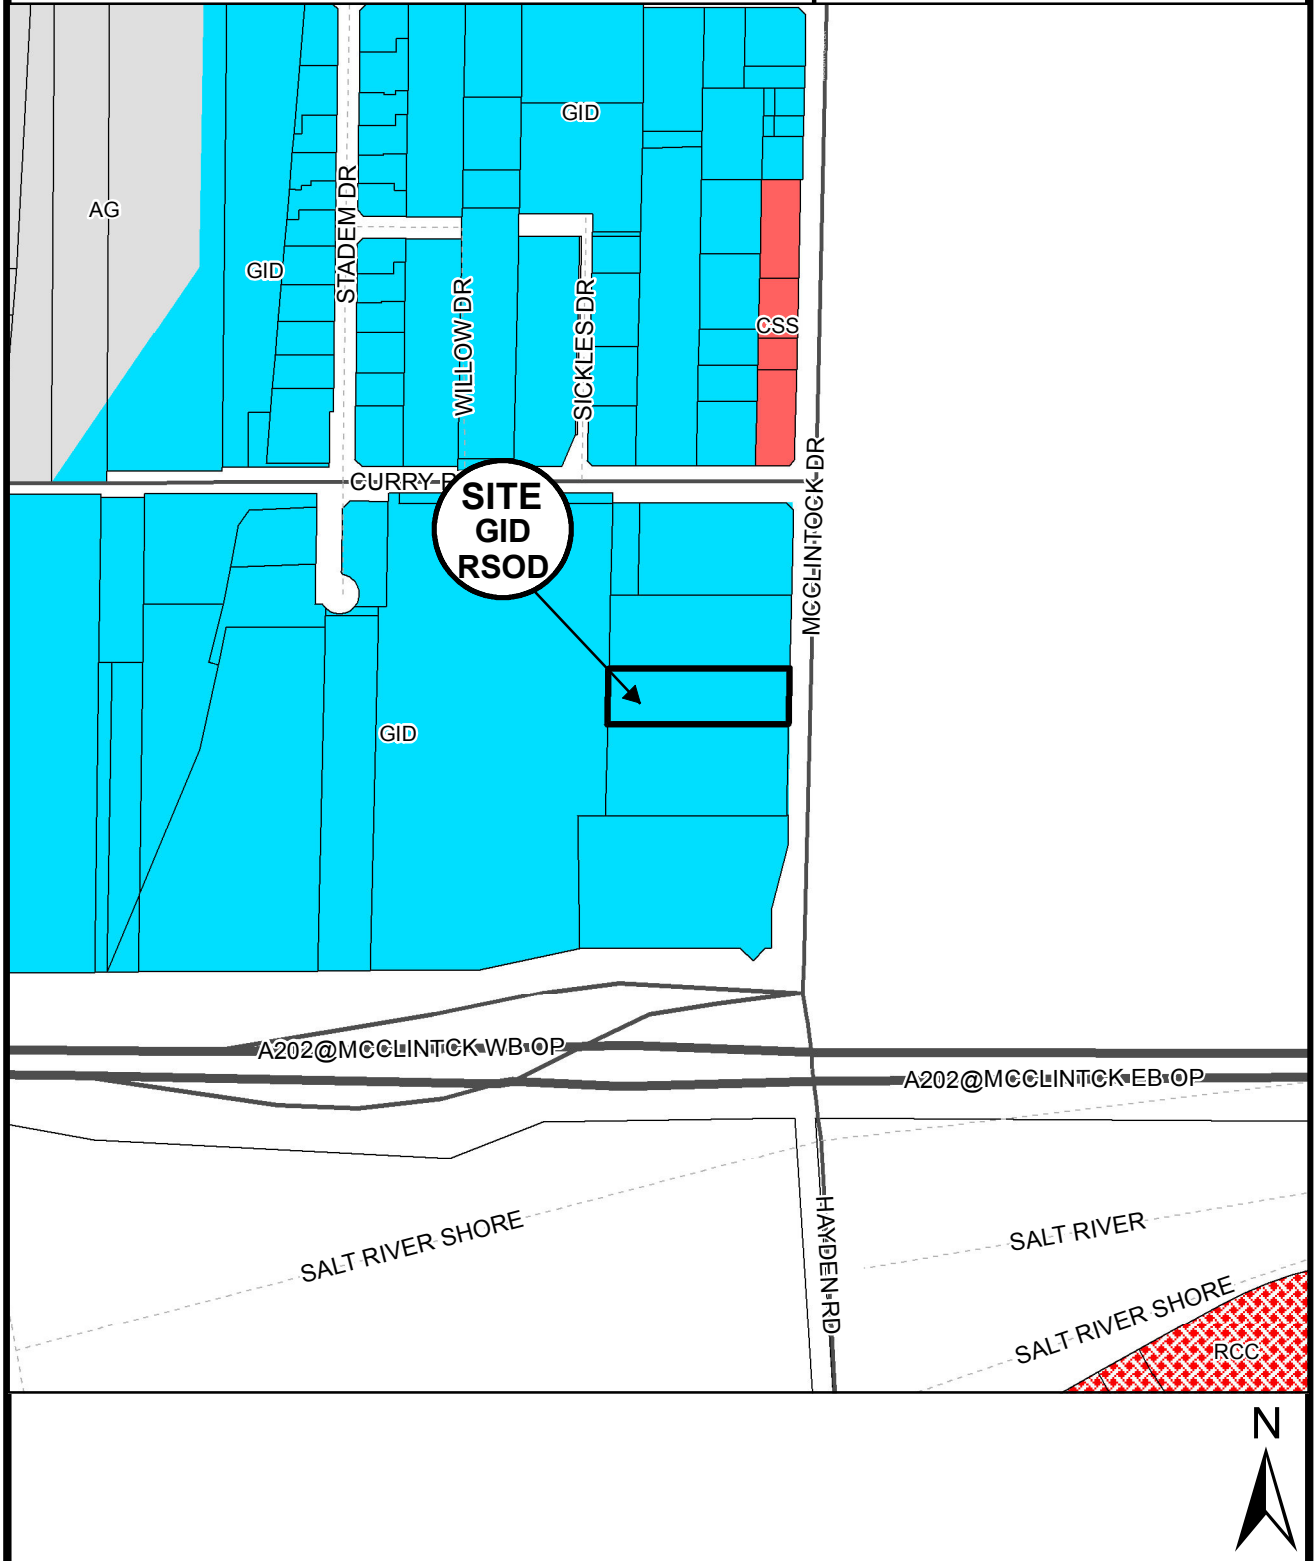 GID
AG
STADEM DR
GID
WILLOW DR
SICKLES DR
CSS
CURRY
SITE
GID
RSOD
MCCLINTOCK DR
GID
A202@MCCLINTCK WB OP
A202@MCCLINTCK EB OP
HAYDEN RD
SALT RIVER SHORE
SALT RIVER
SALT RIVER SHORE
RCC
N